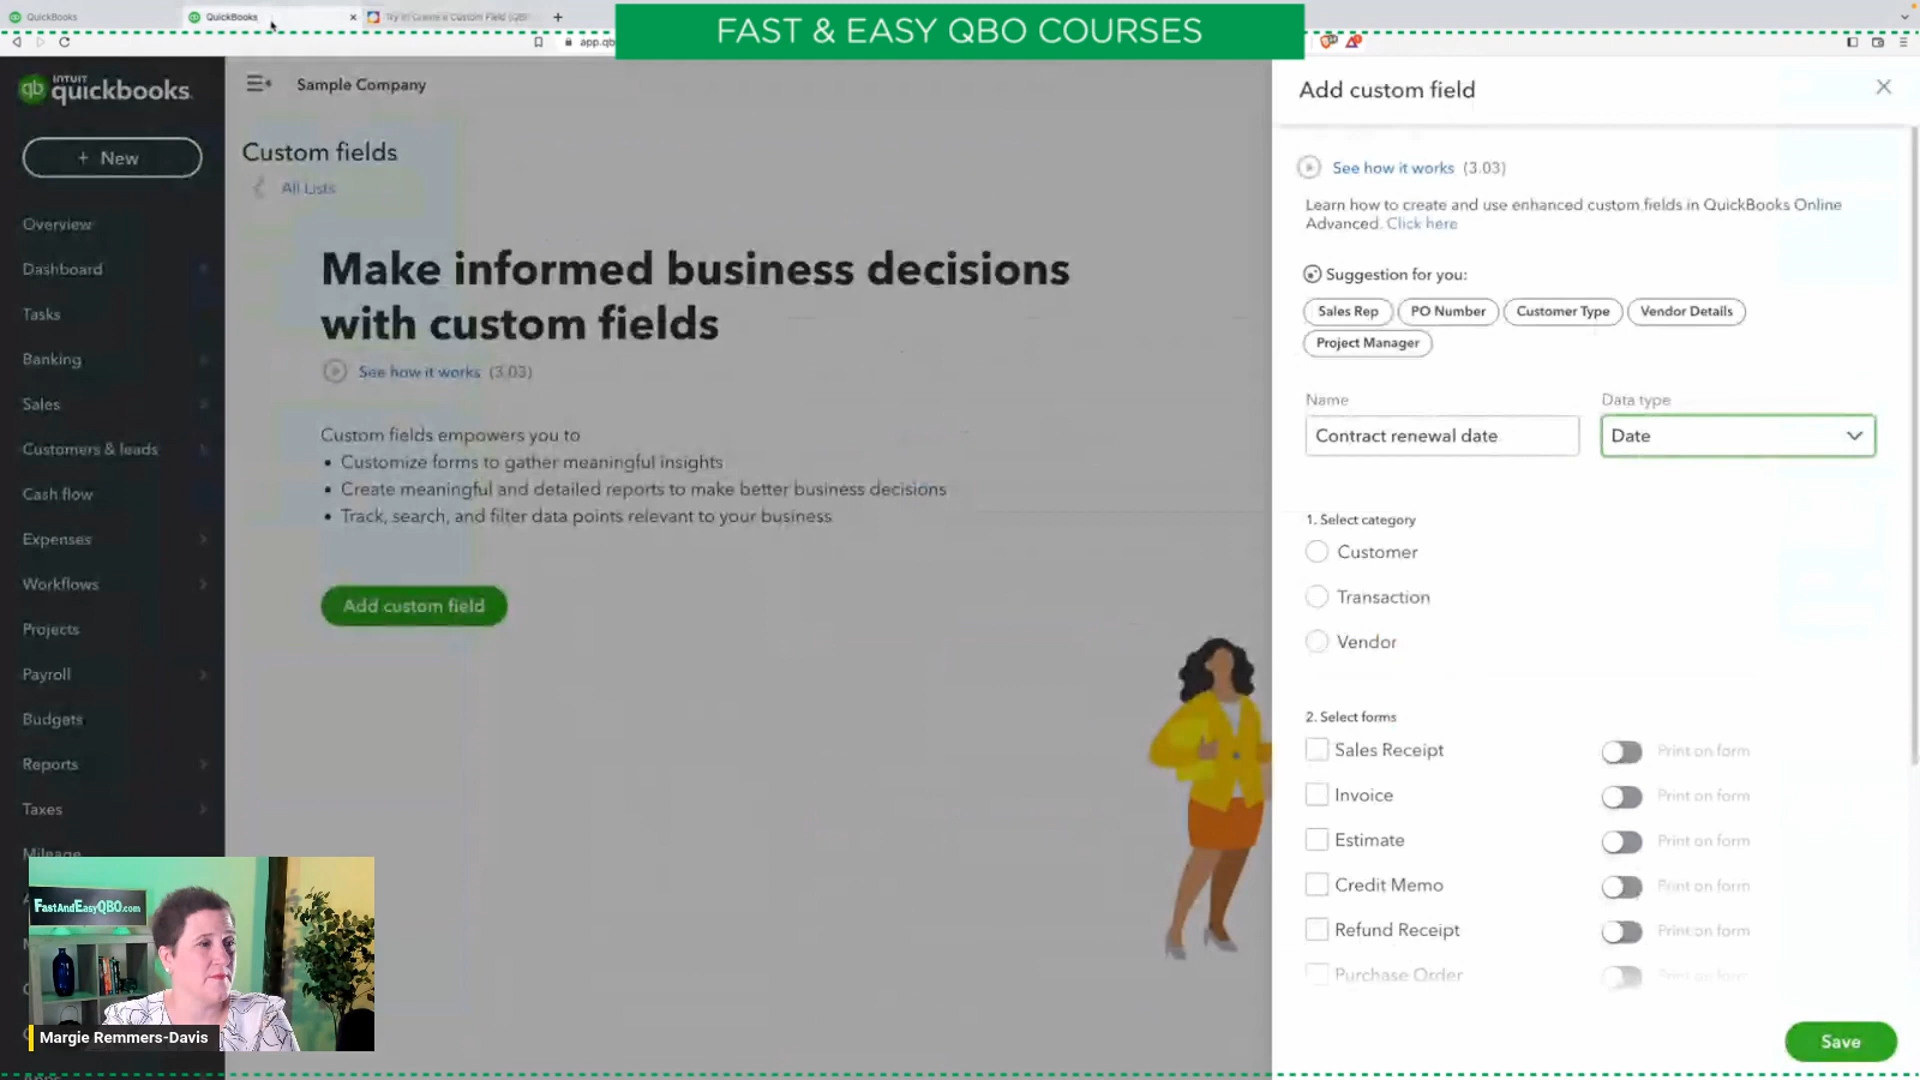 QuickBooks
QuickBooks
FAST & EASY QBO COURSES
INTUIT
quickbooks.
+ New
Overview
Dashboard
Tasks
Banking
Sales
Customers & leads
Cash flow
Expenses
Workflows
Projects
Payroll
Budgets
Reports
Taxes
Mileage
Sample Company
Custom fields
All Lists
Make informed business decisions
with custom fields
See how it works (3.03)
Custom fields empowers you to
• Customize forms to gather meaningful insights
• Create meaningful and detailed reports to make better business decisions
• Track, search, and filter data points relevant to your business
Add custom field
FastAndEasyQBO.com
Margie Remmers-Davis
Add custom field
See how it works (3.03)
Learn how to create and use enhanced custom fields in QuickBooks Online
Advanced. Click here
Suggestion for you:
Sales Rep PO Number Customer Type Vendor Details
Project Manager
Name Data type
Contract renewal date Date
1. Select category
Customer
Transaction
Vendor
2. Select forms
Sales Receipt Print on form
Invoice Print on form
Estimate Print on form
Credit Memo Print on form
Refund Receipt Print on form
Purchase Order Print on form
Save